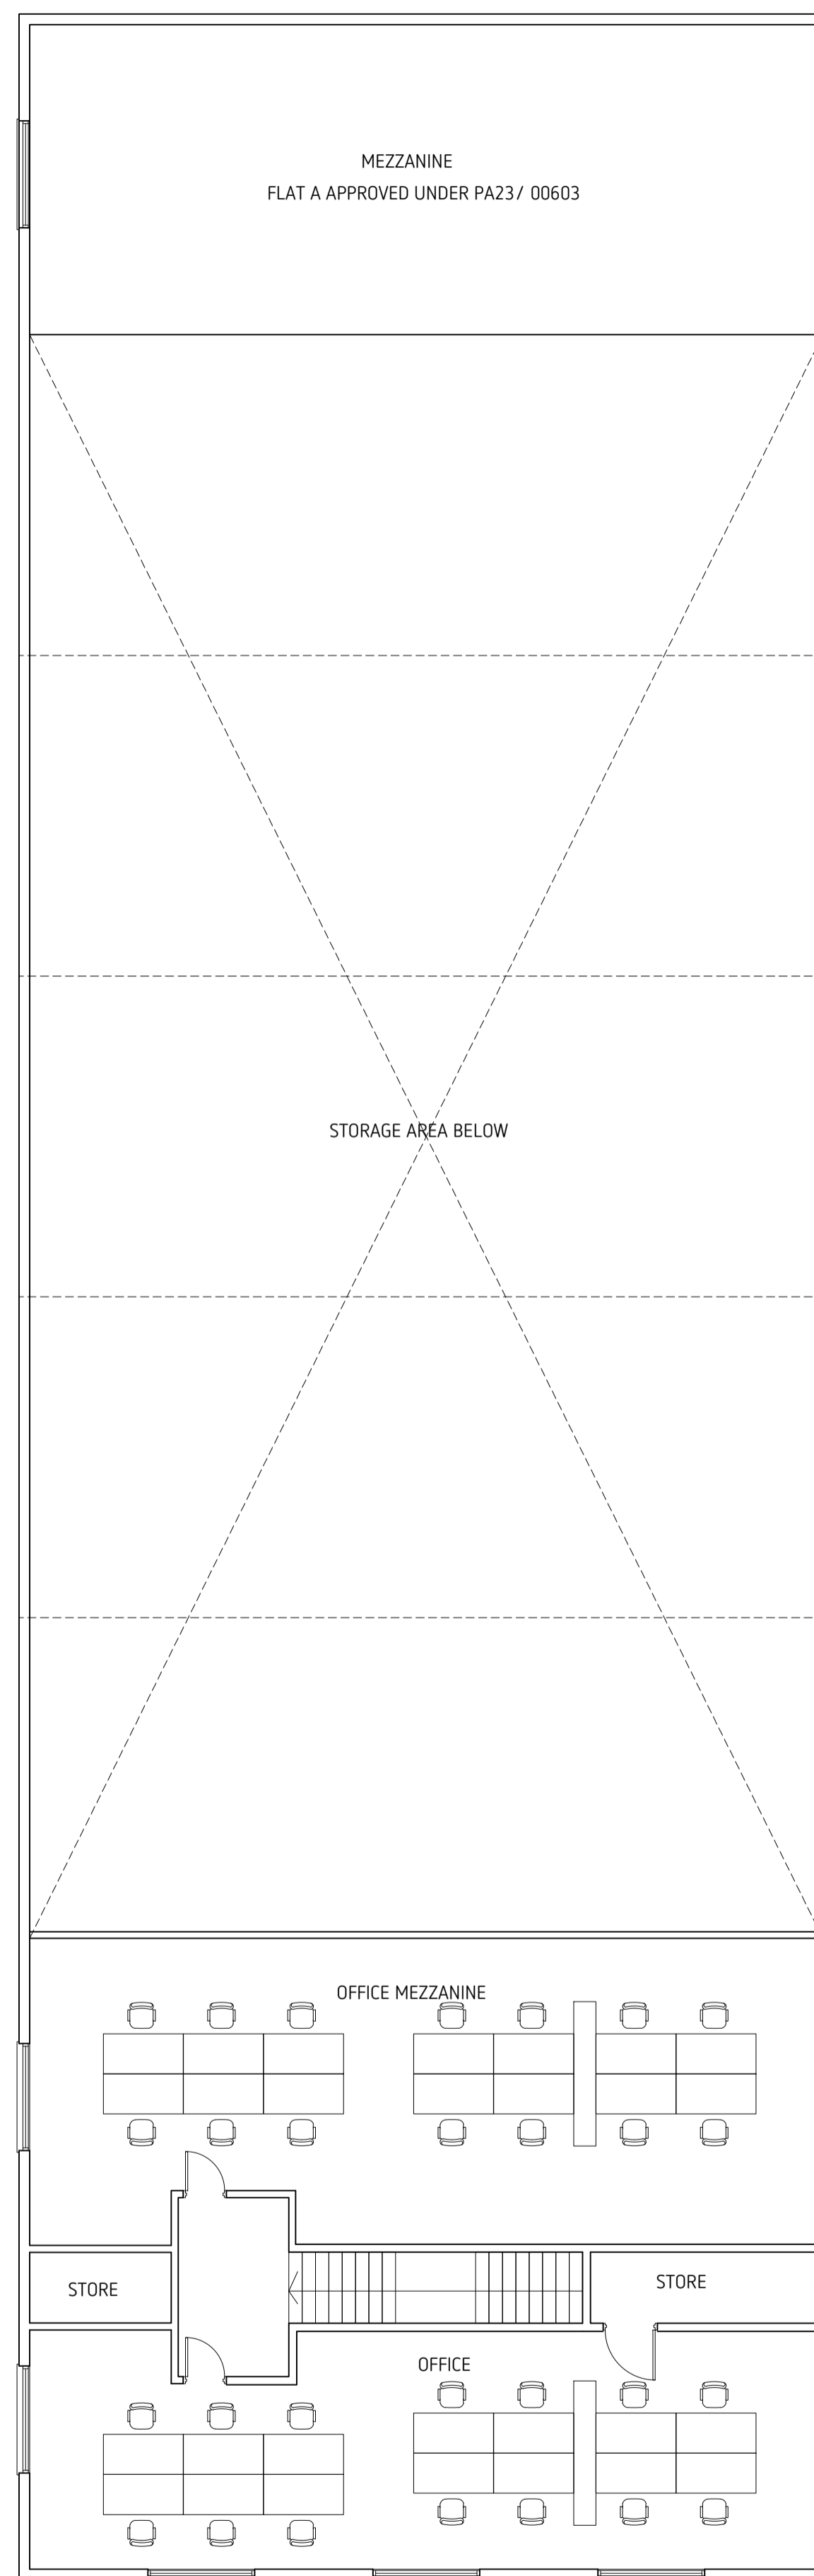 MEZZANINE
FLAT A APPROVED UNDER PA23/ 00603
STORAGE AREA BELOW
OFFICE MEZZANINE
STORE
STORE
OFFICE